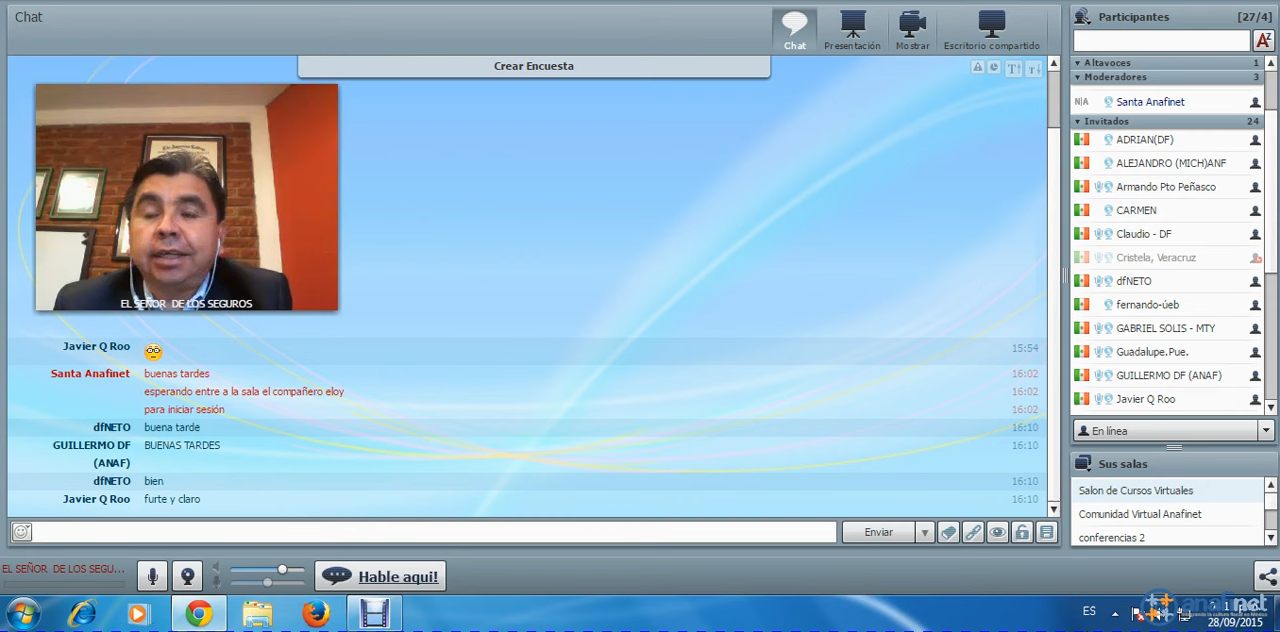 Chat
Chat
Presentación
Mostrar
Escritorio compartido
Crear Encuesta
EL SEÑOR DE LOS SEGUROS
Javier Q Roo 15:54
Santa Anafinet buenas tardes 16:02
esperando entre a la sala el compañero eloy 16:02
para iniciar sesión 16:02
dfNETO buena tarde 16:10
GUILLERMO DF BUENAS TARDES 16:10
(ANAF)
dfNETO bien 16:10
Javier Q Roo furte y claro 16:10
Enviar
EL SEÑOR DE LOS SEGU...
Hable aqui!
Participantes [27/4]
Altavoces 1
Moderadores 3
N/A Santa Anafinet
Invitados 24
ADRIAN(DF)
ALEJANDRO (MICH)ANF
Armando Pto Peñasco
CARMEN
Claudio - DF
Cristela, Veracruz
dfNETO
fernando-úeb
GABRIEL SOLIS - MTY
Guadalupe.Pue.
GUILLERMO DF (ANAF)
Javier Q Roo
En línea
Sus salas
Salon de Cursos Virtuales
Comunidad Virtual Anafinet
conferencias 2
ES
anafinet
28/09/2015